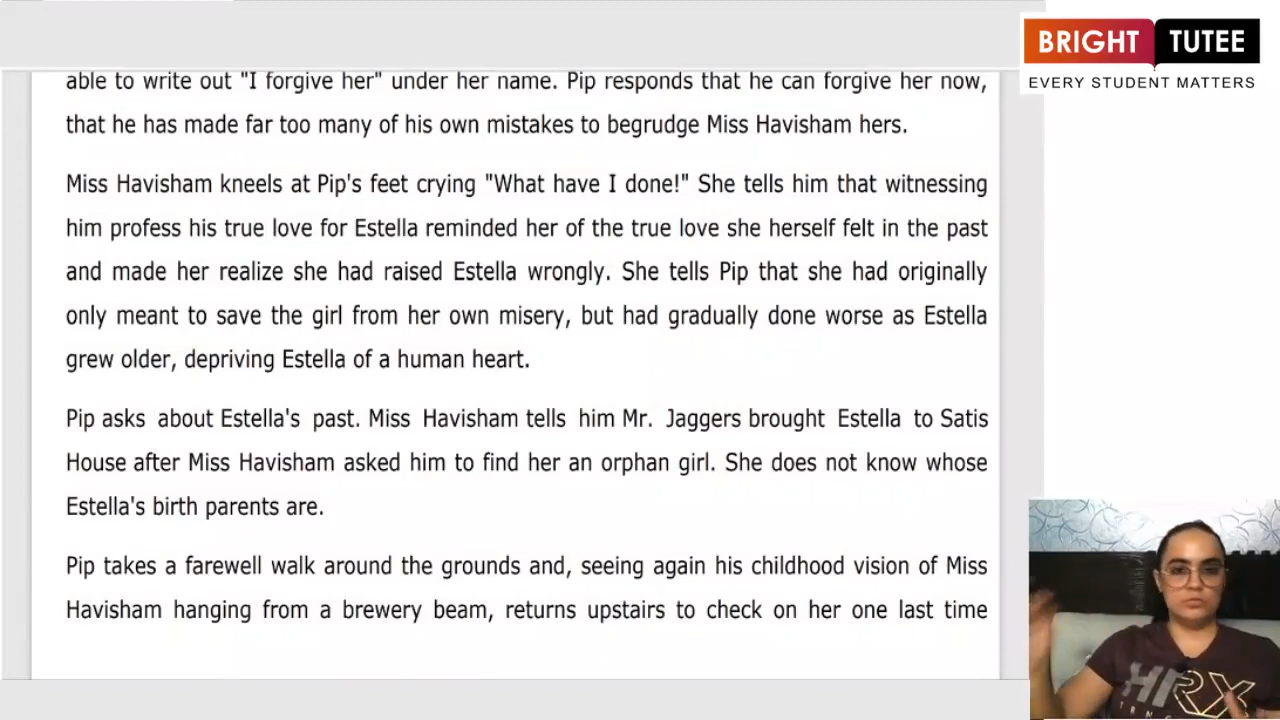 BRIGHT TUTEE
EVERY STUDENT MATTERS
able to write out "I forgive her" under her name. Pip responds that he can forgive her now,
that he has made far too many of his own mistakes to begrudge Miss Havisham hers.
Miss Havisham kneels at Pip's feet crying "What have I done!" She tells him that witnessing
him profess his true love for Estella reminded her of the true love she herself felt in the past
and made her realize she had raised Estella wrongly. She tells Pip that she had originally
only meant to save the girl from her own misery, but had gradually done worse as Estella
grew older, depriving Estella of a human heart.
Pip asks about Estella's past. Miss Havisham tells him Mr. Jaggers brought Estella to Satis
House after Miss Havisham asked him to find her an orphan girl. She does not know whose
Estella's birth parents are.
Pip takes a farewell walk around the grounds and, seeing again his childhood vision of Miss
Havisham hanging from a brewery beam, returns upstairs to check on her one last time
HRX